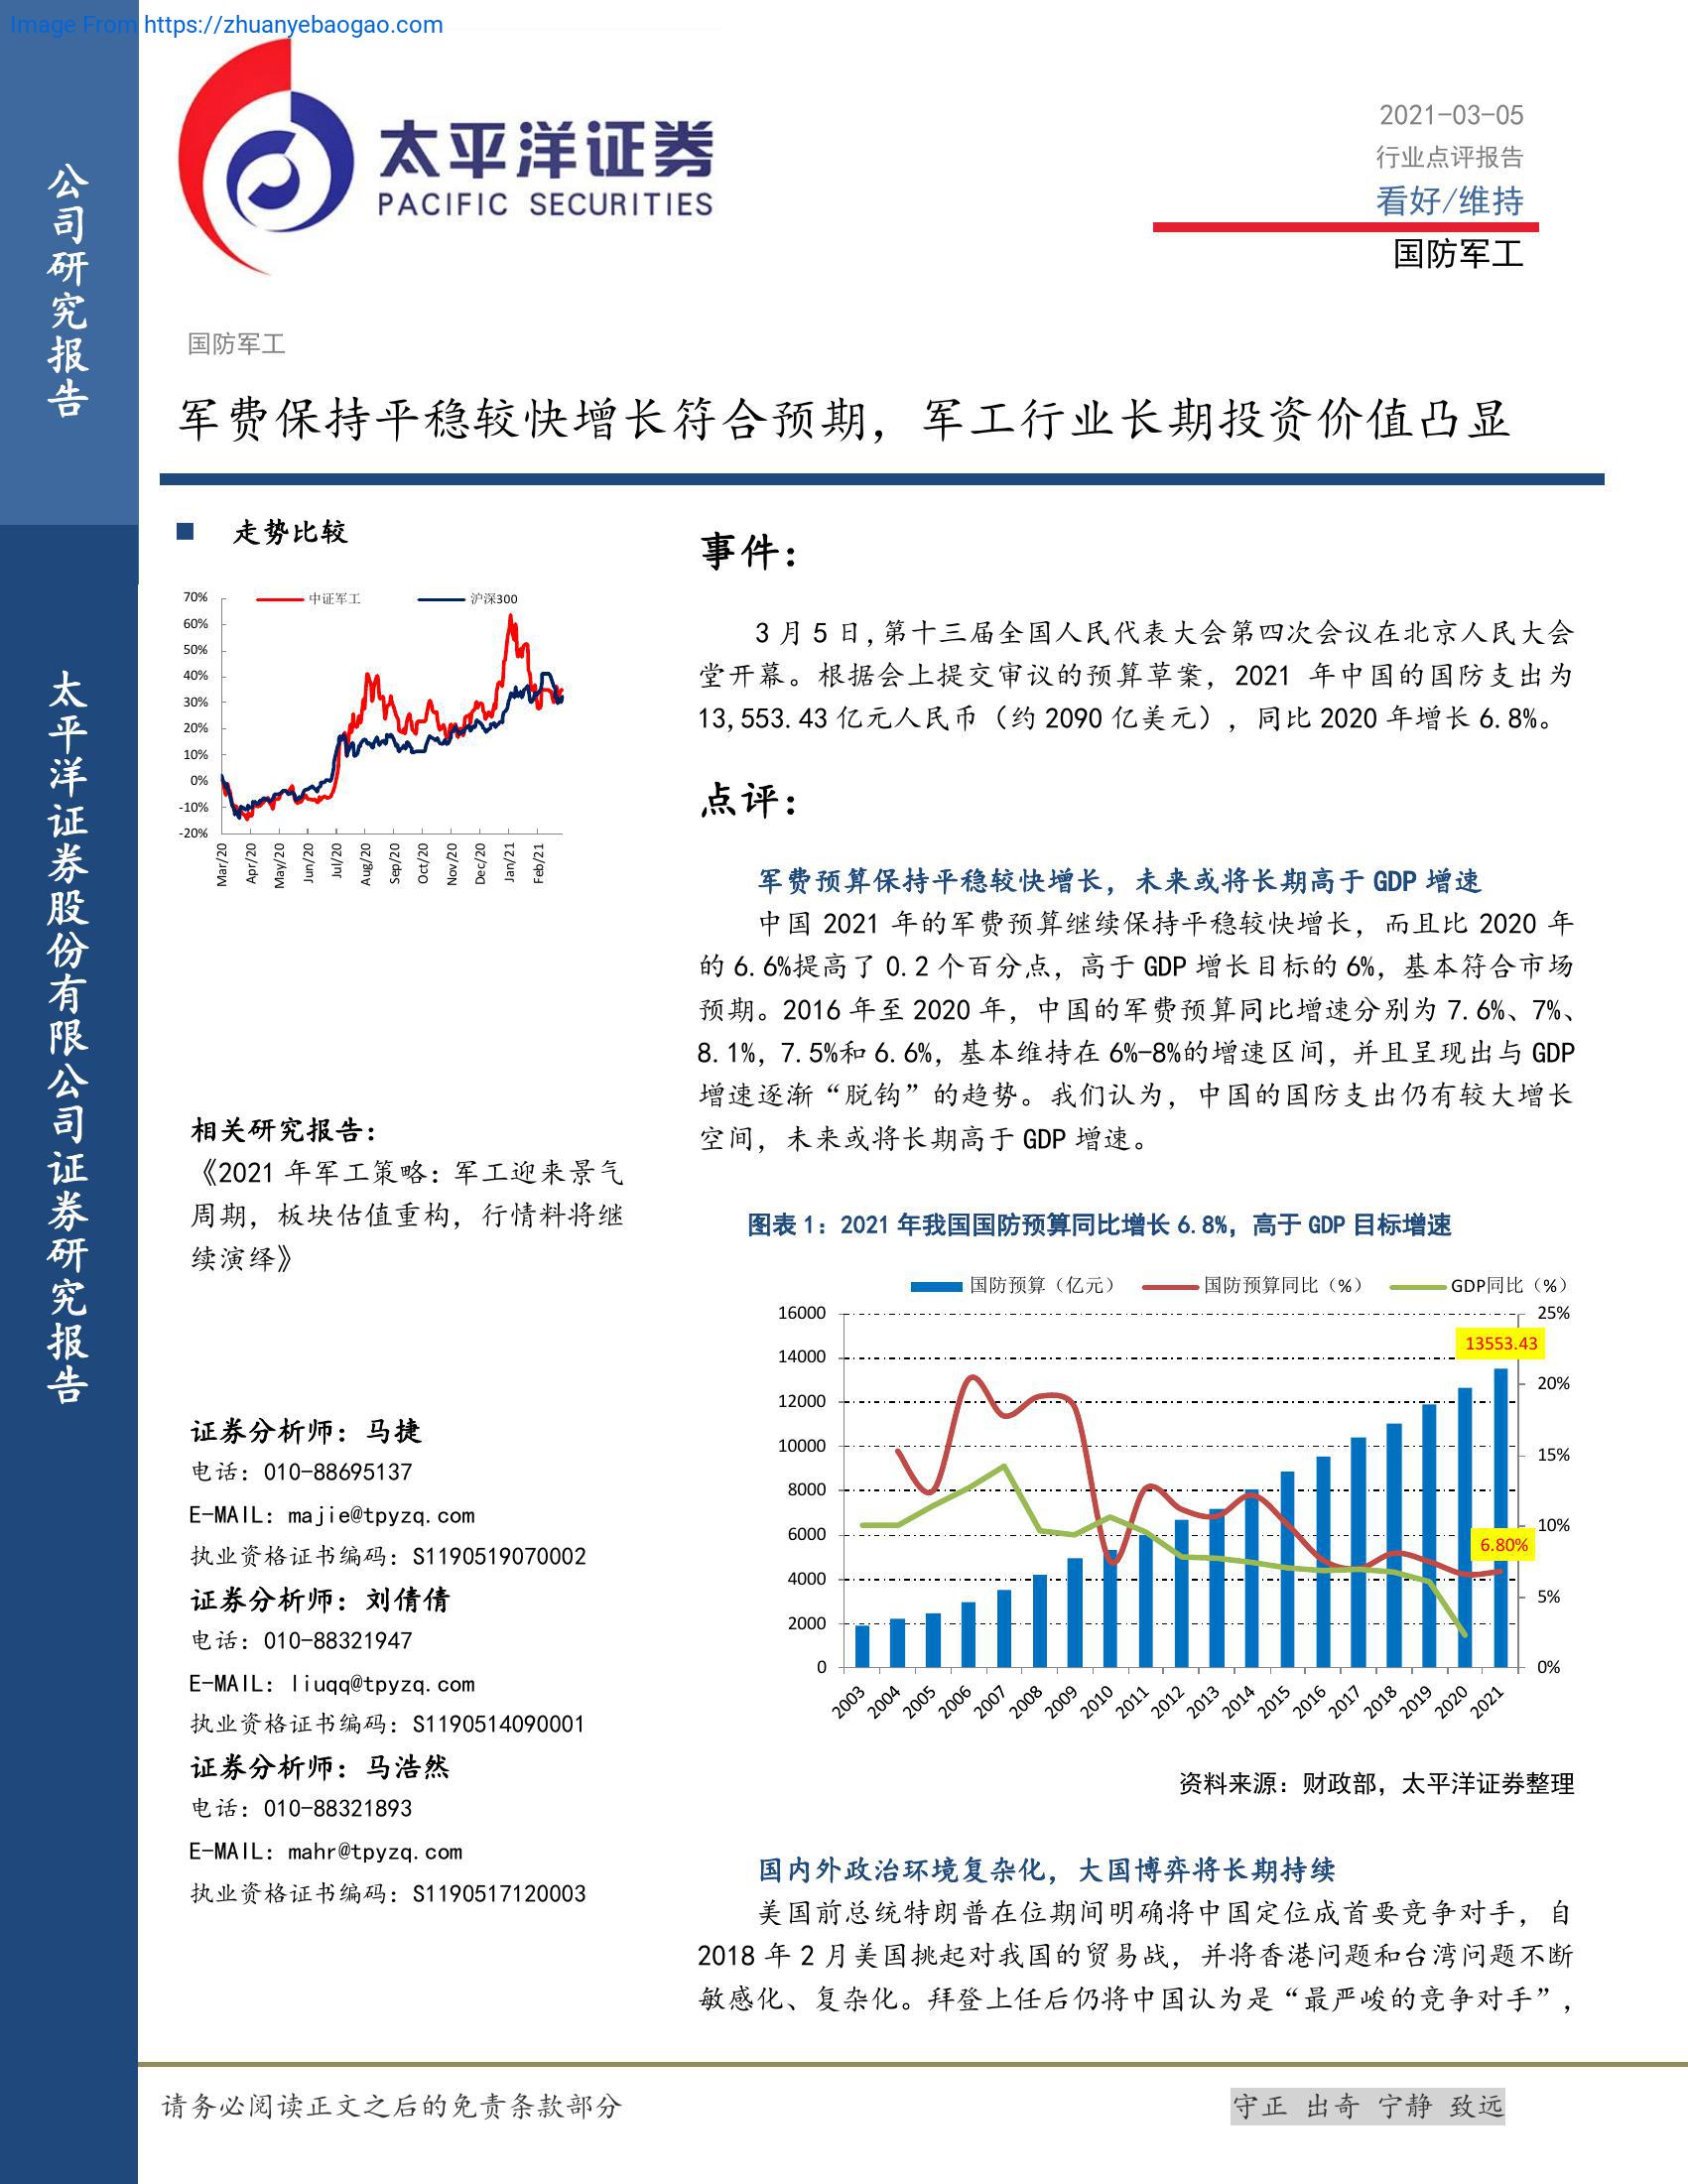 Image From https://zhuanyebaogao.com
公司研究报告
太平洋证券股份有限公司证券研究报告
太平洋证券
PACIFIC SECURITIES
2021-03-05
行业点评报告
看好/维持
国防军工
国防军工
军费保持平稳较快增长符合预期，军工行业长期投资价值凸显
走势比较
中证军工 沪深300
70%
60%
50%
40%
30%
20%
10%
0%
-10%
-20%
Mar/20 Apr/20 May/20 Jun/20 Jul/20 Aug/20 Sep/20 Oct/20 Nov/20 Dec/20 Jan/21 Feb/21
相关研究报告：
《2021 年军工策略：军工迎来景气
周期，板块估值重构，行情料将继
续演绎》
证券分析师：马捷
电话：010-88695137
E-MAIL：majie@tpyzq.com
执业资格证书编码：S1190519070002
证券分析师：刘倩倩
电话：010-88321947
E-MAIL：liuqq@tpyzq.com
执业资格证书编码：S1190514090001
证券分析师：马浩然
电话：010-88321893
E-MAIL：mahr@tpyzq.com
执业资格证书编码：S1190517120003
事件：
3 月 5 日,第十三届全国人民代表大会第四次会议在北京人民大会
堂开幕。根据会上提交审议的预算草案，2021 年中国的国防支出为
13,553.43 亿元人民币（约 2090 亿美元），同比 2020 年增长 6.8%。
点评：
军费预算保持平稳较快增长，未来或将长期高于 GDP 增速
中国 2021 年的军费预算继续保持平稳较快增长，而且比 2020 年
的 6.6%提高了 0.2 个百分点，高于 GDP 增长目标的 6%，基本符合市场
预期。2016 年至 2020 年，中国的军费预算同比增速分别为 7.6%、7%、
8.1%，7.5%和 6.6%，基本维持在 6%-8%的增速区间，并且呈现出与 GDP
增速逐渐“脱钩”的趋势。我们认为，中国的国防支出仍有较大增长
空间，未来或将长期高于 GDP 增速。
图表 1：2021 年我国国防预算同比增长 6.8%，高于 GDP 目标增速
国防预算（亿元） 国防预算同比（%） GDP同比（%）
16000 25%
14000
12000 20%
10000
8000 15%
6000 10%
4000 5%
2000
0 0%
13553.43
6.80%
2003 2004 2005 2006 2007 2008 2009 2010 2011 2012 2013 2014 2015 2016 2017 2018 2019 2020 2021
资料来源：财政部，太平洋证券整理
国内外政治环境复杂化，大国博弈将长期持续
美国前总统特朗普在位期间明确将中国定位成首要竞争对手，自
2018 年 2 月美国挑起对我国的贸易战，并将香港问题和台湾问题不断
敏感化、复杂化。拜登上任后仍将中国认为是“最严峻的竞争对手”，
请务必阅读正文之后的免责条款部分
守正 出奇 宁静 致远